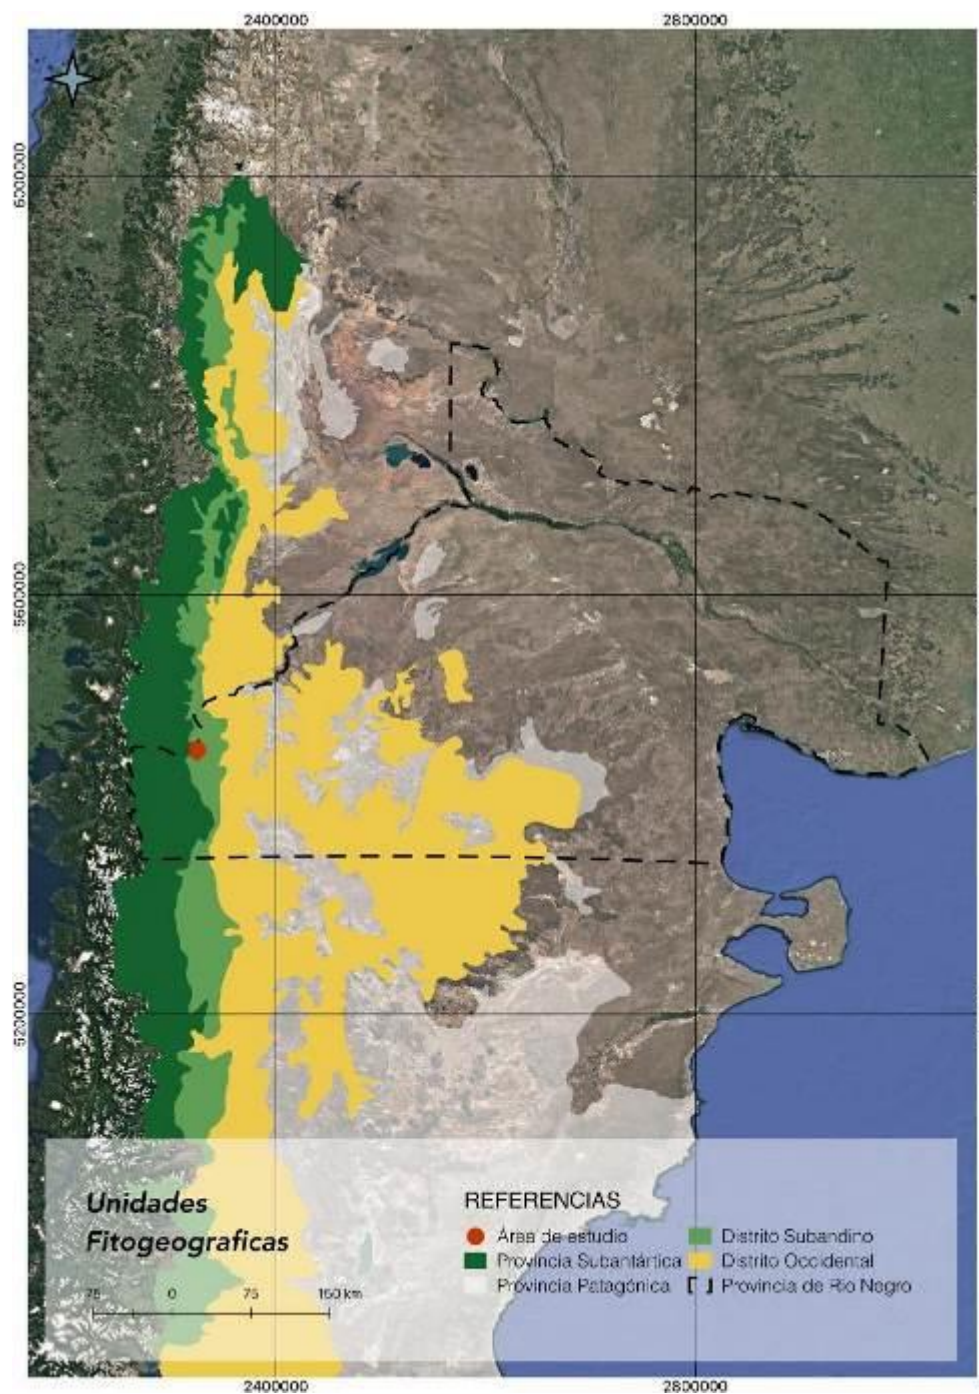 2400000 2800000
6000000
5600000
5200000
Unidades
Fitogeograficas
75 0 75 150 km
REFERENCIAS
Área de estudio
Provincia Subantártica
Provincia Patagónica
Distrito Subandino
Distrito Occidental
Provincia de Río Negro
2400000 2800000